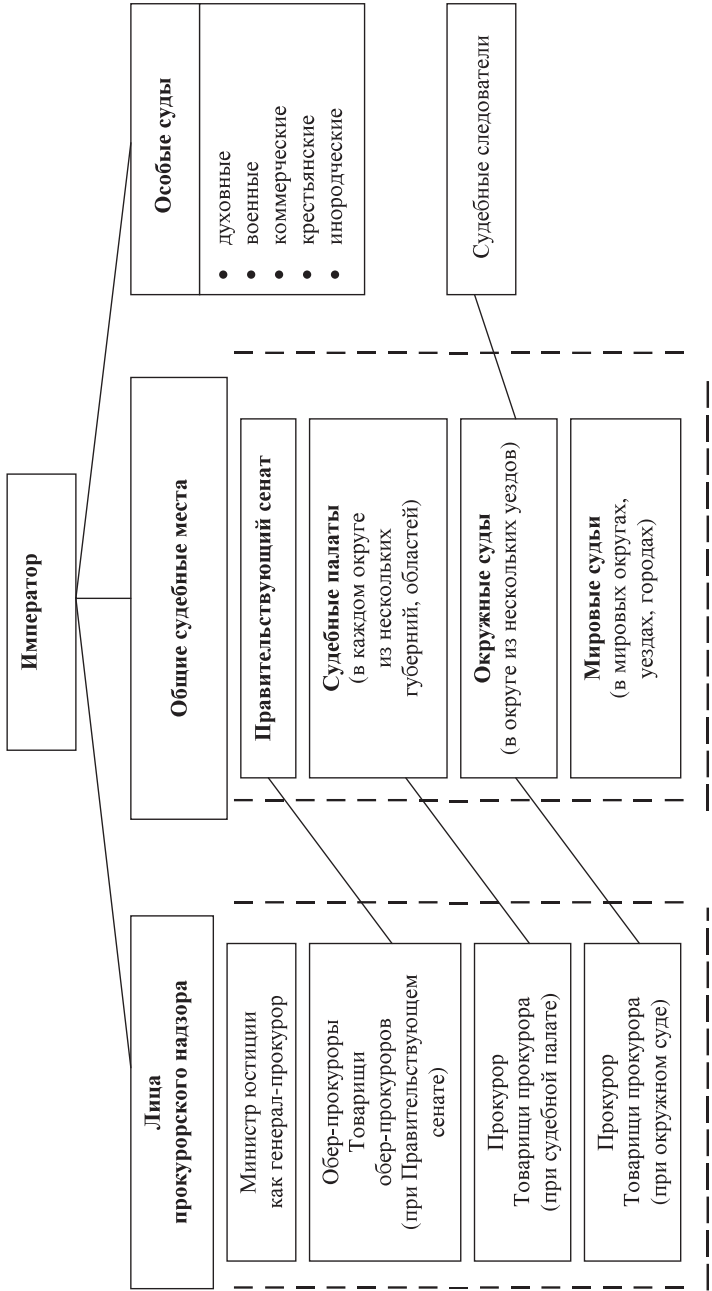 Император
Лица
прокурорского надзора
Министр юстиции
как генерал-прокурор
Обер-прокуроры
Товарищи
обер-прокуроров
(при Правительствующем
сенате)
Прокурор
Товарищи прокурора
(при судебной палате)
Прокурор
Товарищи прокурора
(при окружном суде)
Общие судебные места
Правительствующий сенат
Судебные палаты
(в каждом округе
из нескольких
губерний, областей)
Окружные суды
(в округе из нескольких уездов)
Мировые судьи
(в мировых округах,
уездах, городах)
Особые суды
• духовные
• военные
• коммерческие
• крестьянские
• инородческие
Судебные следователи